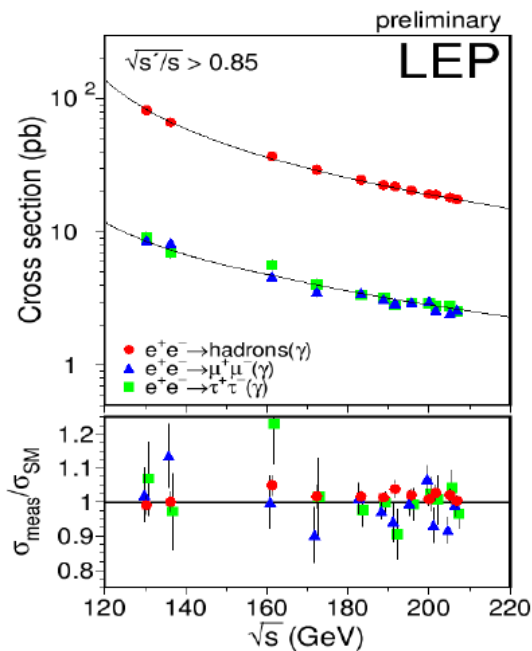 preliminary
LEP
√s´/s > 0.85
Cross section (pb)
10²
10
1
e⁺e⁻→hadrons(γ)
e⁺e⁻→μ⁺μ⁻(γ)
e⁺e⁻→τ⁺τ⁻(γ)
σmeas/σSM
1.2
1.1
1
0.9
0.8
120 140 160 180 200 220
√s (GeV)